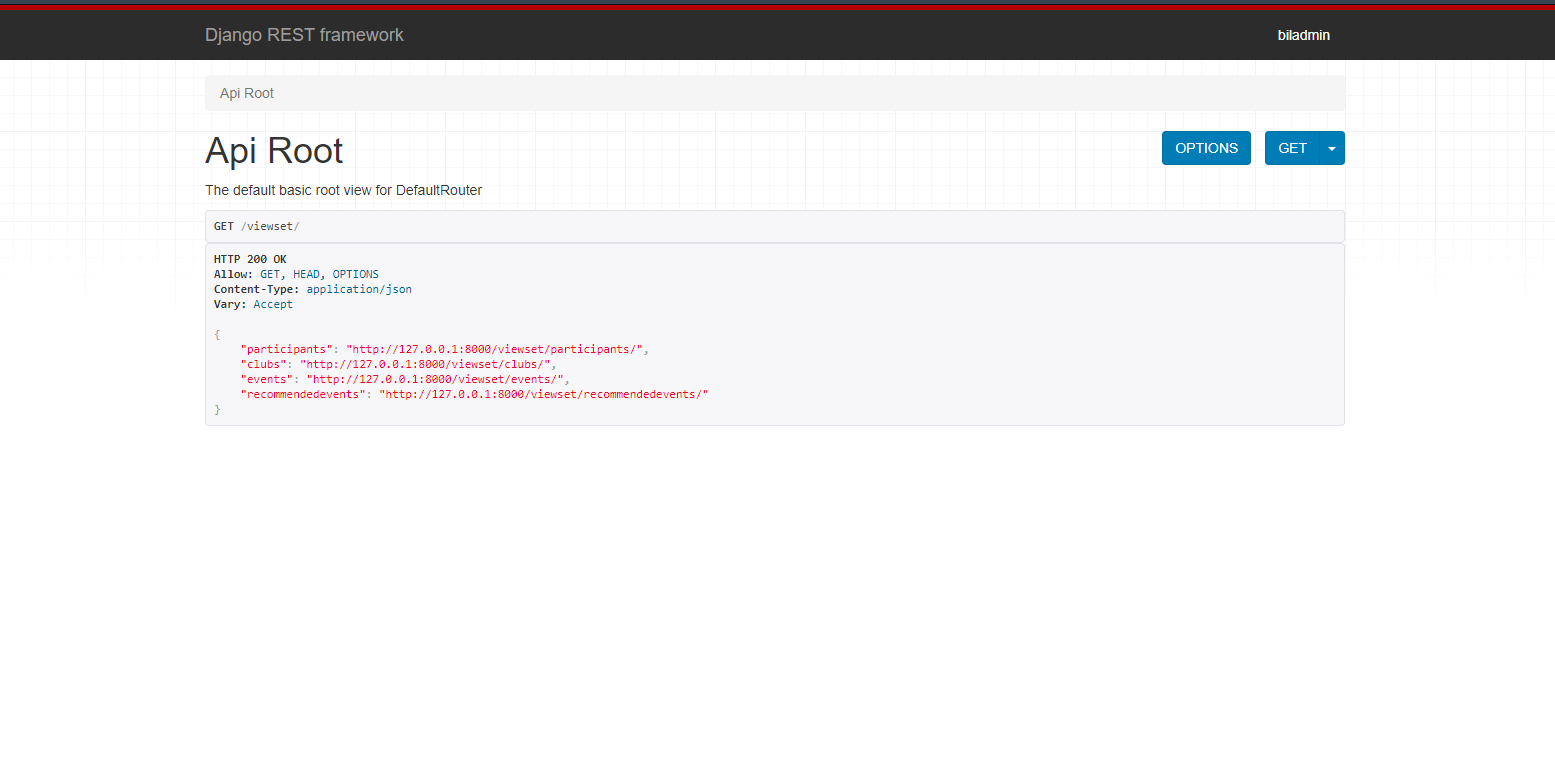 Django REST framework
biladmin
Api Root
Api Root
OPTIONS
GET
The default basic root view for DefaultRouter
GET /viewset/
HTTP 200 OK
Allow: GET, HEAD, OPTIONS
Content-Type: application/json
Vary: Accept
{
    "participants": "http://127.0.0.1:8000/viewset/participants/",
    "clubs": "http://127.0.0.1:8000/viewset/clubs/",
    "events": "http://127.0.0.1:8000/viewset/events/",
    "recommendedevents": "http://127.0.0.1:8000/viewset/recommendedevents/"
}